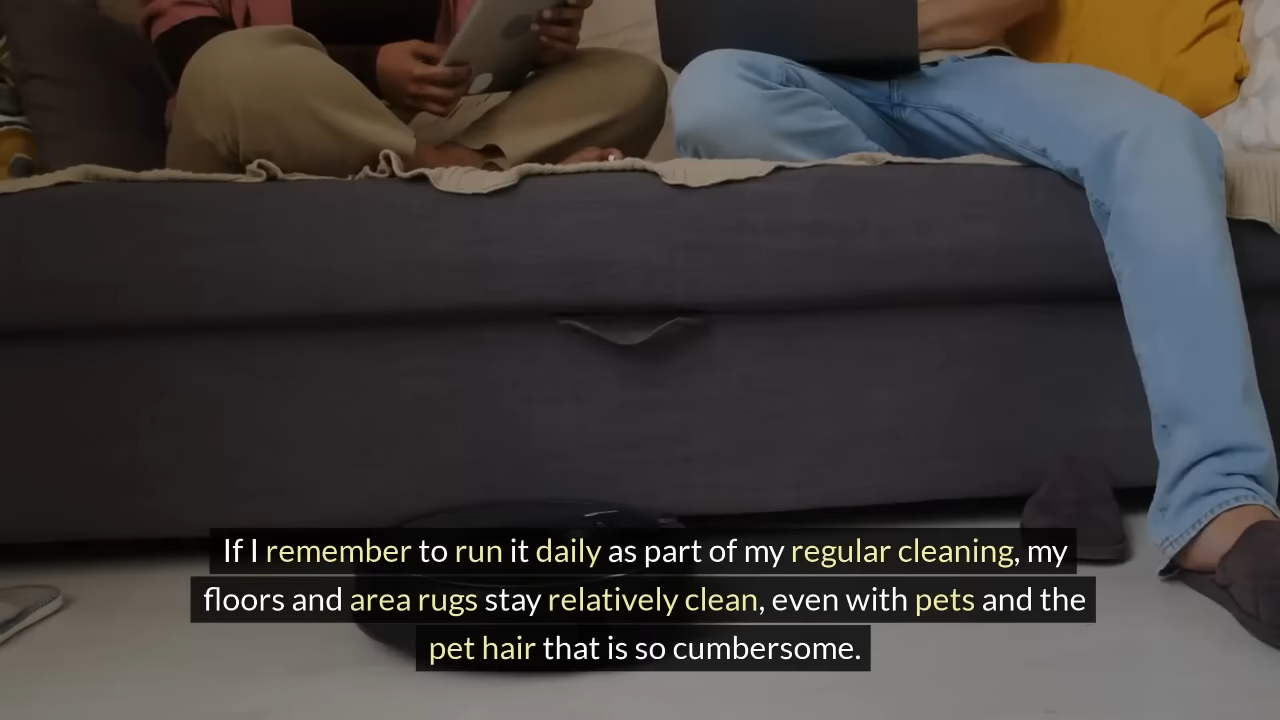 If I remember to run it daily as part of my regular cleaning, my
floors and area rugs stay relatively clean, even with pets and the
pet hair that is so cumbersome.